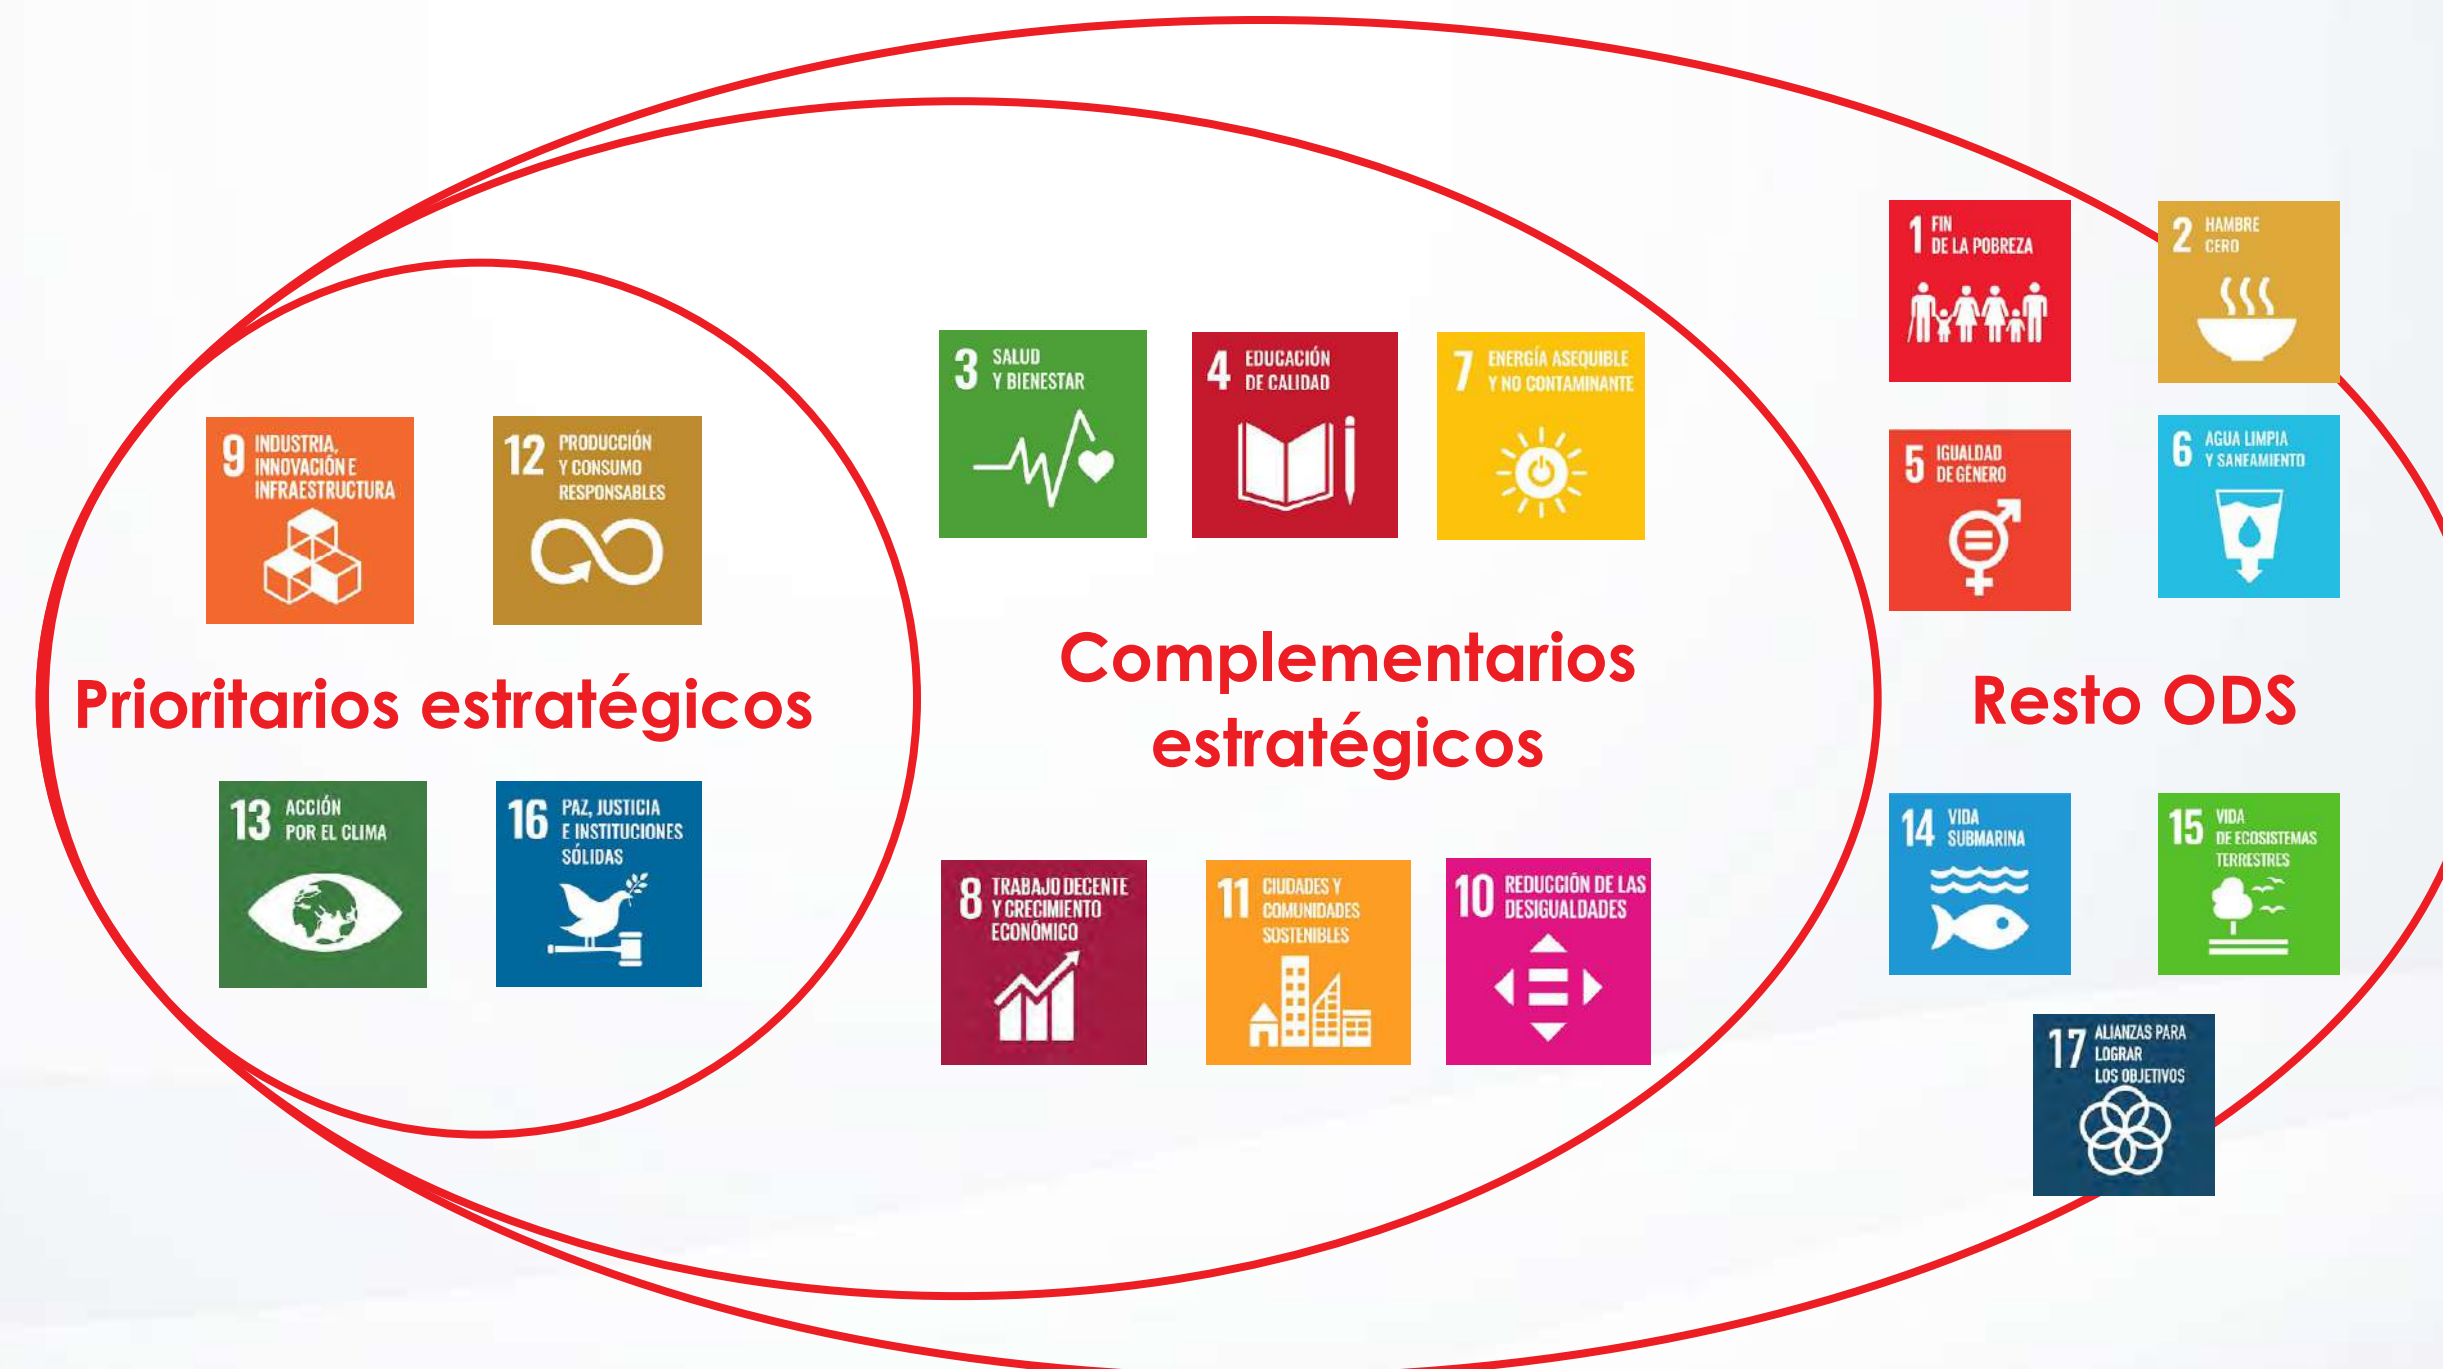 9 INDUSTRIA,
INNOVACIÓN E
INFRAESTRUCTURA
12 PRODUCCIÓN
Y CONSUMO
RESPONSABLES
Prioritarios estratégicos
13 ACCIÓN
POR EL CLIMA
16 PAZ, JUSTICIA
E INSTITUCIONES
SÓLIDAS
3 SALUD
Y BIENESTAR
4 EDUCACIÓN
DE CALIDAD
7 ENERGÍA ASEQUIBLE
Y NO CONTAMINANTE
Complementarios
estratégicos
8 TRABAJO DECENTE
Y CRECIMIENTO
ECONÓMICO
11 CIUDADES Y
COMUNIDADES
SOSTENIBLES
10 REDUCCIÓN DE LAS
DESIGUALDADES
1 FIN
DE LA POBREZA
2 HAMBRE
CERO
5 IGUALDAD
DE GÉNERO
6 AGUA LIMPIA
Y SANEAMIENTO
Resto ODS
14 VIDA
SUBMARINA
15 VIDA
DE ECOSISTEMAS
TERRESTRES
17 ALIANZAS PARA
LOGRAR
LOS OBJETIVOS